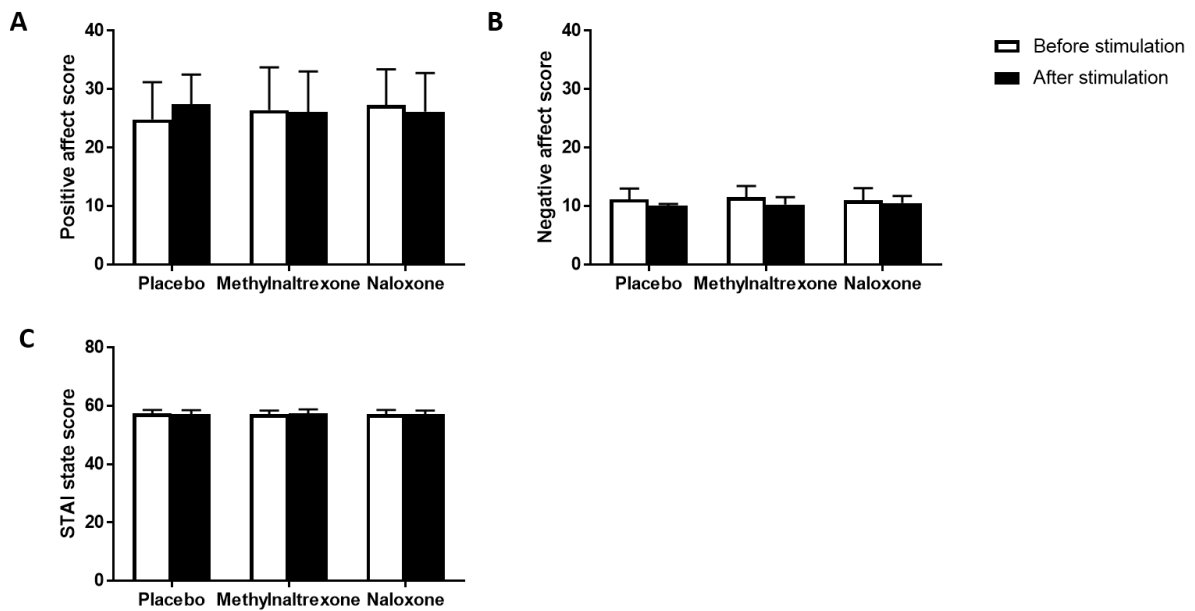 A
Positive affect score
40
30
20
10
0
Placebo Methylnaltrexone Naloxone
B
Negative affect score
40
30
20
10
0
Placebo Methylnaltrexone Naloxone
Before stimulation
After stimulation
C
STAI state score
80
60
40
20
0
Placebo Methylnaltrexone Naloxone